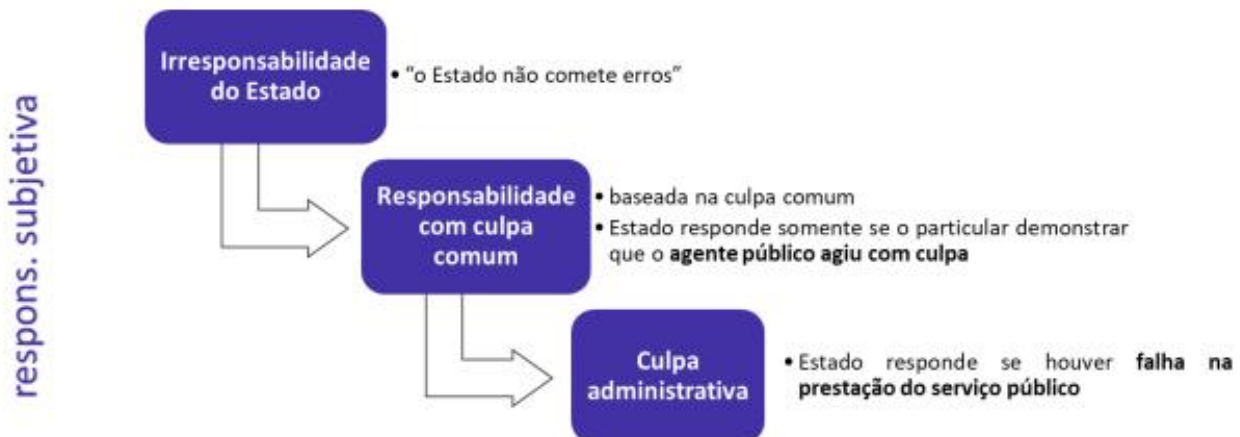 respons. subjetiva
Irresponsabilidade
do Estado
• “o Estado não comete erros”
Responsabilidade
com culpa
comum
• baseada na culpa comum
• Estado responde somente se o particular demonstrar
que o agente público agiu com culpa
Culpa
administrativa
• Estado responde se houver falha na
prestação do serviço público